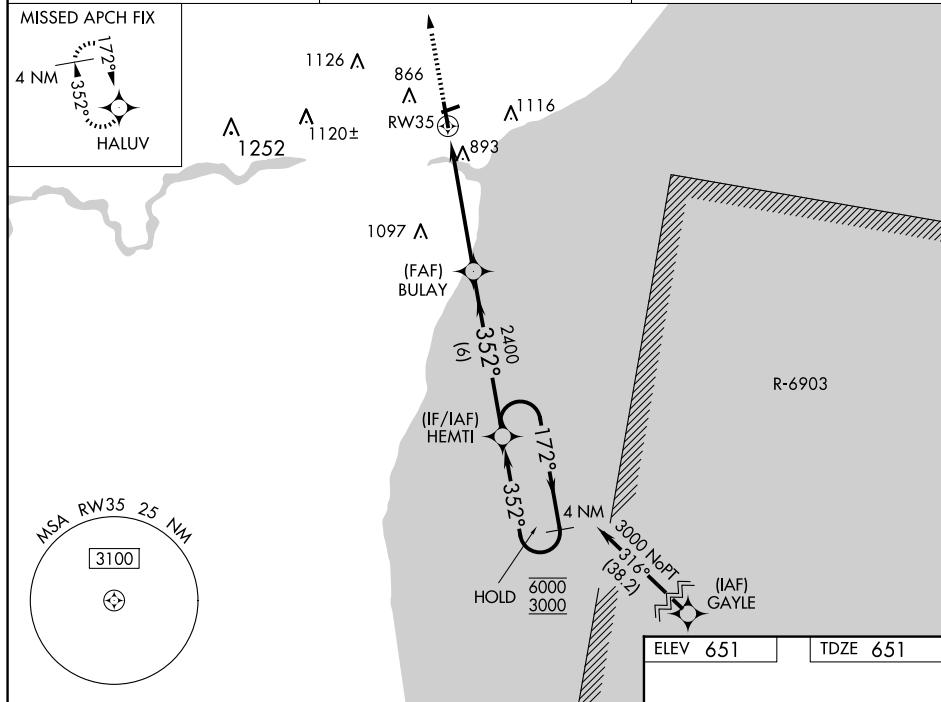 MISSED APCH FIX
4 NM
172°
352°
HALUV
1126
866
1116
1120±
1252
RW35
893
1097
(FAF)
BULAY
2400
352°
(6)
R-6903
(IF/IAF)
HEMTI
172°
352°
4 NM
HOLD
6000
3000
3000 NoPT
316°
(38.2)
(IAF)
GAYLE
MSA RW35 25 NM
3100
ELEV 651
TDZE 651